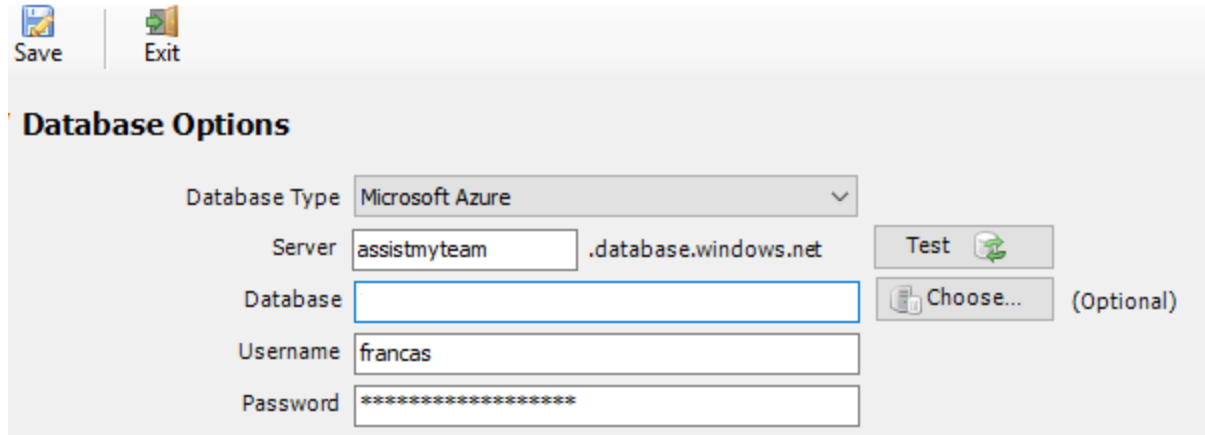 Save Exit
Database Options
Database Type Microsoft Azure
Server assistmyteam .database.windows.net Test
Database Choose... (Optional)
Username francas
Password ******************